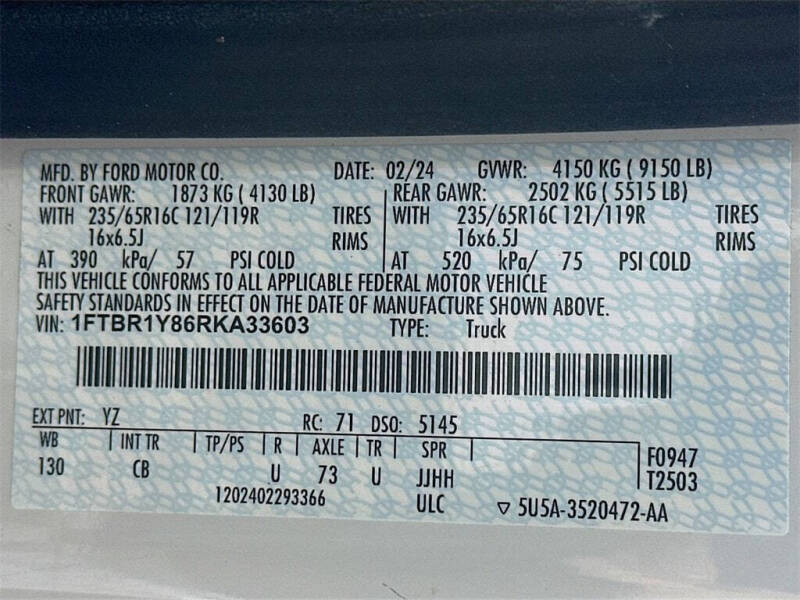 MFD. BY FORD MOTOR CO. DATE: 02/24 GVWR: 4150 KG ( 9150 LB)
FRONT GAWR: 1873 KG ( 4130 LB) REAR GAWR: 2502 KG ( 5515 LB)
WITH 235/65R16C 121/119R TIRES WITH 235/65R16C 121/119R TIRES
16x6.5J RIMS 16x6.5J RIMS
AT 390 kPa/ 57 PSI COLD AT 520 kPa/ 75 PSI COLD
THIS VEHICLE CONFORMS TO ALL APPLICABLE FEDERAL MOTOR VEHICLE
SAFETY STANDARDS IN EFFECT ON THE DATE OF MANUFACTURE SHOWN ABOVE.
VIN: 1FTBR1Y86RKA33603 TYPE: Truck
EXT PNT: YZ RC: 71 DSO: 5145
WB INT TR TP/PS R AXLE TR SPR F0947
130 CB U 73 U JJHH T2503
1202402293366 ULC ▽ 5U5A-3520472-AA